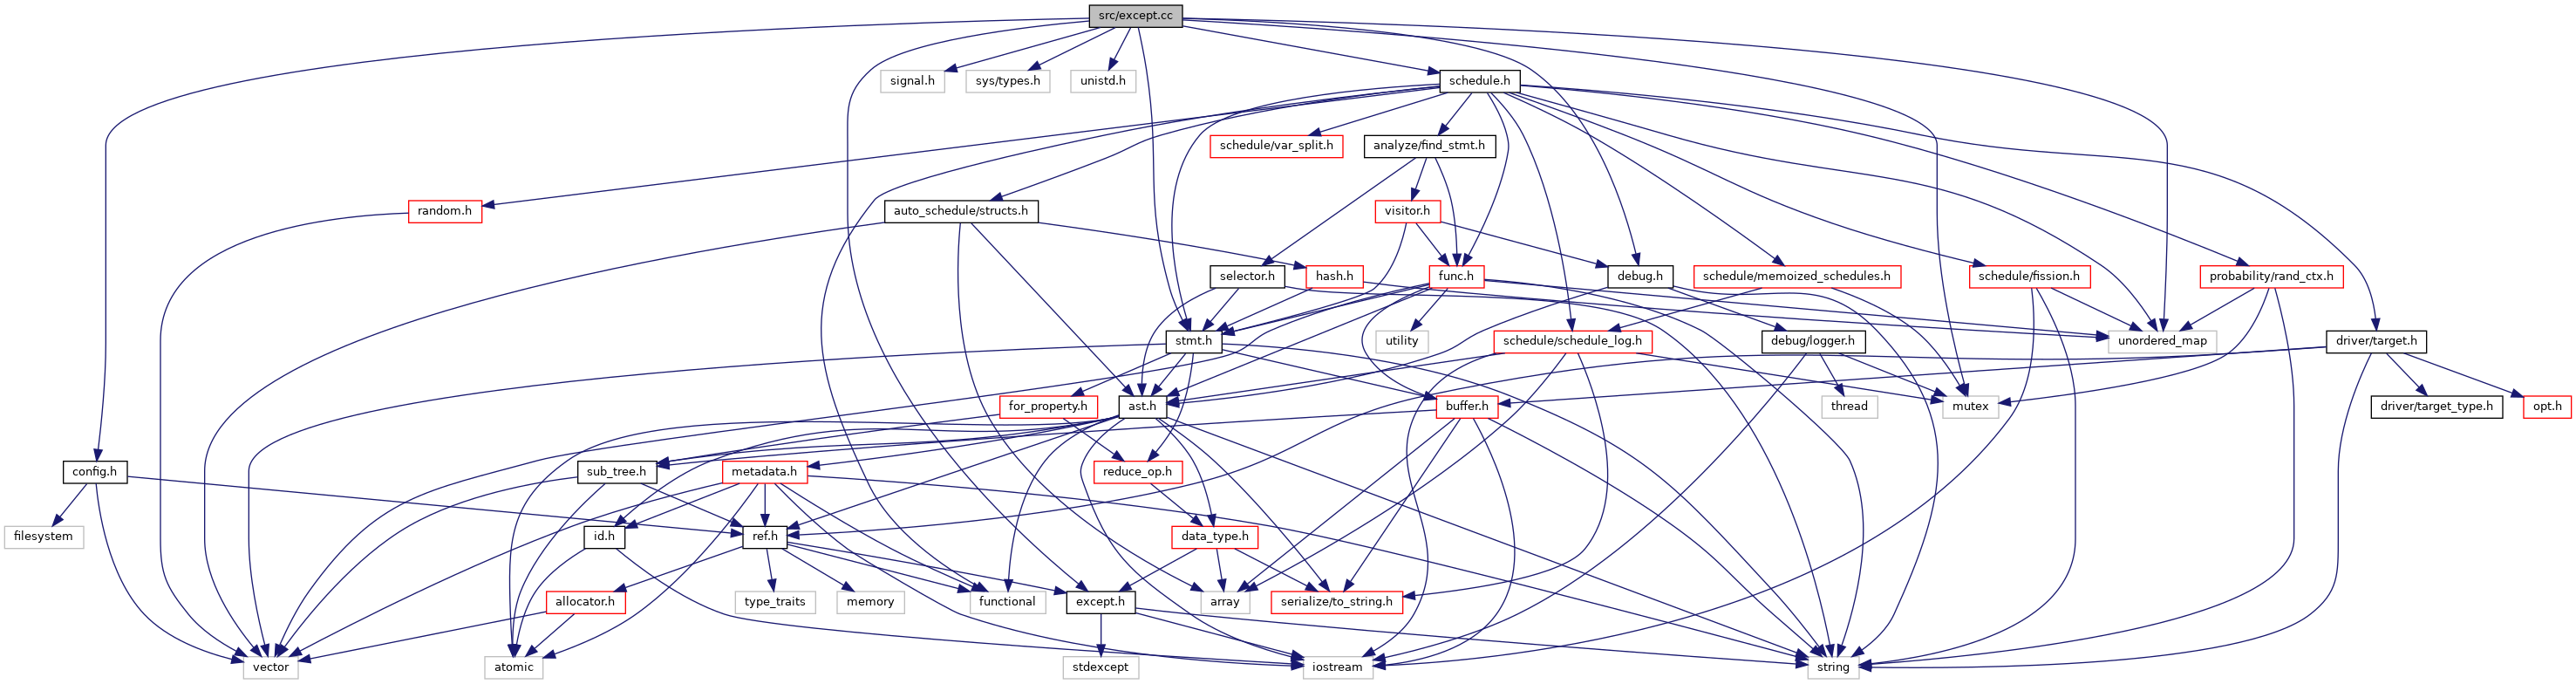 src/except.cc
signal.h
sys/types.h
unistd.h
schedule.h
schedule/var_split.h
analyze/find_stmt.h
random.h
auto_schedule/structs.h
visitor.h
selector.h
hash.h
func.h
debug.h
schedule/memoized_schedules.h
schedule/fission.h
probability/rand_ctx.h
stmt.h
utility
schedule/schedule_log.h
debug/logger.h
unordered_map
driver/target.h
for_property.h
ast.h
buffer.h
thread
mutex
driver/target_type.h
opt.h
config.h
sub_tree.h
metadata.h
reduce_op.h
filesystem
id.h
ref.h
data_type.h
allocator.h
type_traits
memory
functional
except.h
array
serialize/to_string.h
vector
atomic
stdexcept
iostream
string